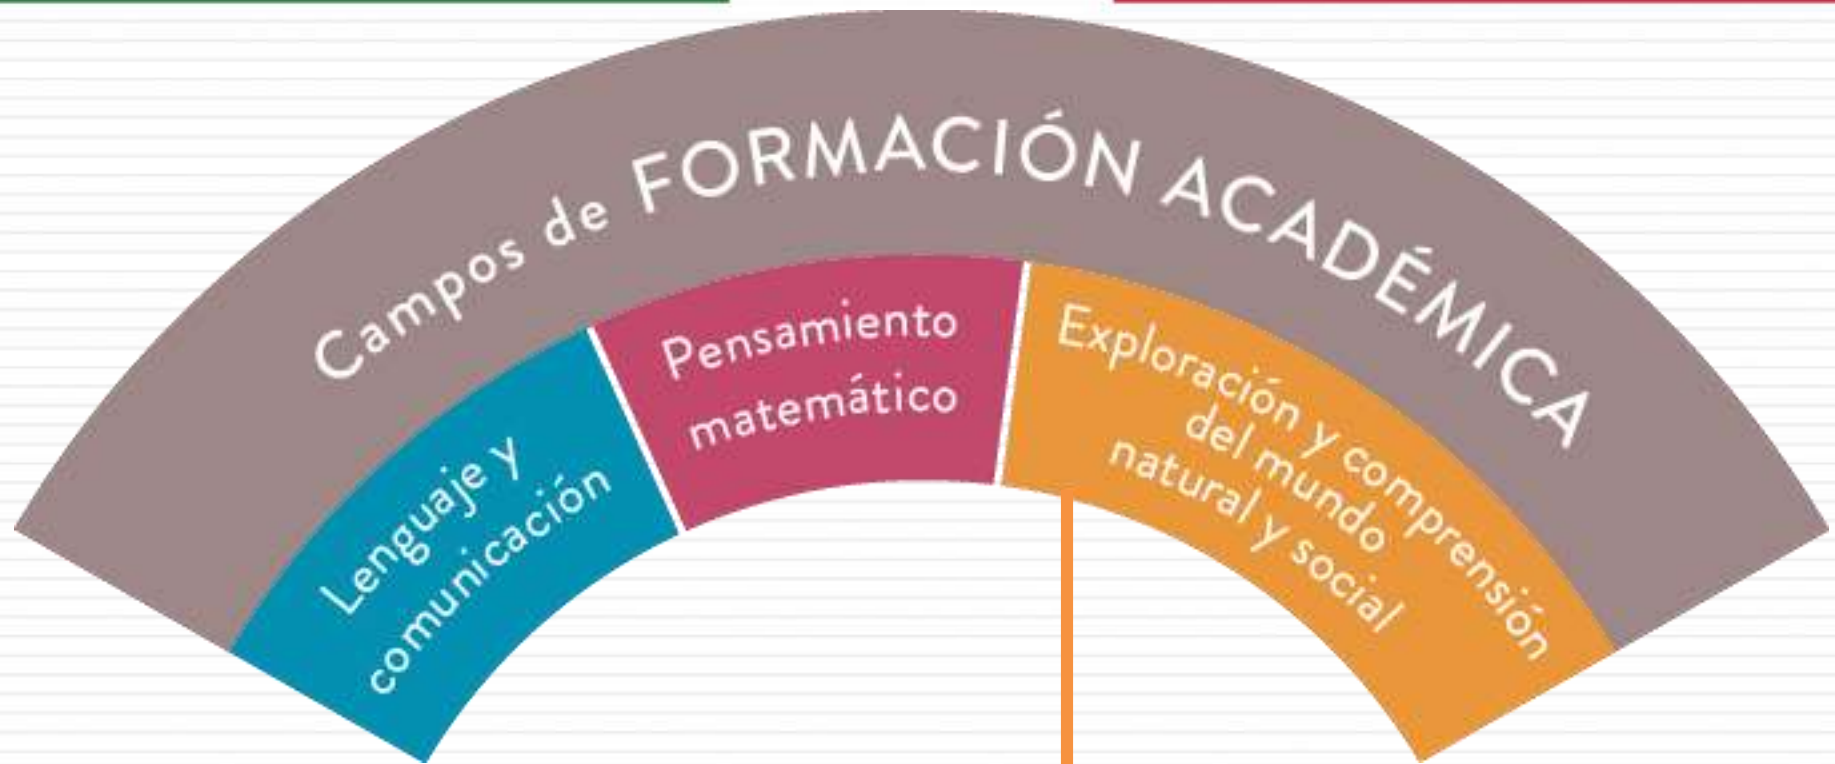 Campos de FORMACIÓN ACADÉMICA
Lenguaje y
comunicación
Pensamiento
matemático
Exploración y comprensión
del mundo
natural y social